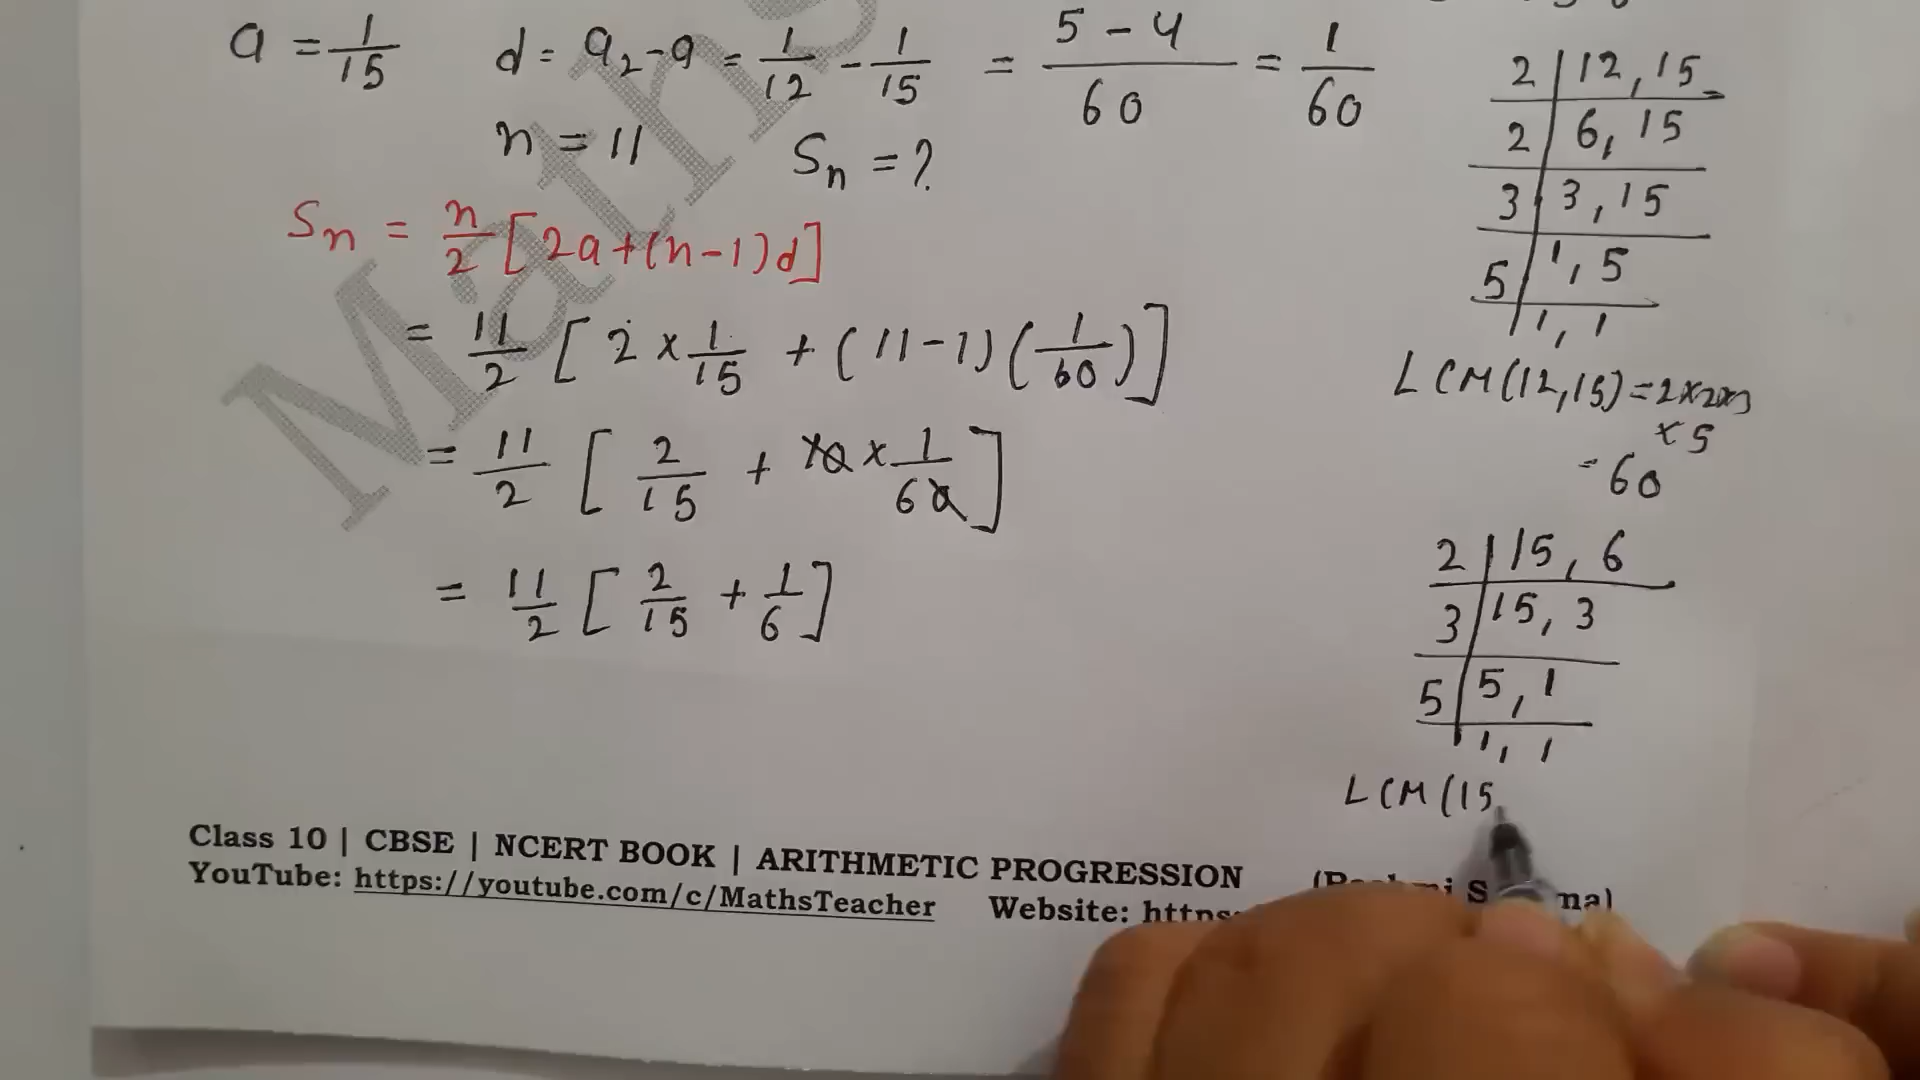 a = 1/15 d = a₂-a = 1/12 - 1/15 = 5-4/60 = 1/60
n = 11 Sₙ = ?
Sₙ = n/2 [2a+(n-1)d]
= 11/2 [2 × 1/15 + (11-1)(1/60)]
= 11/2 [2/15 + 10 × 1/60]
= 11/2 [2/15 + 1/6]
2 | 12, 15
2 | 6, 15
3 | 3, 15
5 | 1, 5
1, 1
LCM(12,15) = 2×2×3
× 5
= 60
2 | 15, 6
3 | 15, 3
5 | 5, 1
1, 1
LCM(15
Class 10 | CBSE | NCERT BOOK | ARITHMETIC PROGRESSION
YouTube: https://youtube.com/c/MathsTeacher Website: